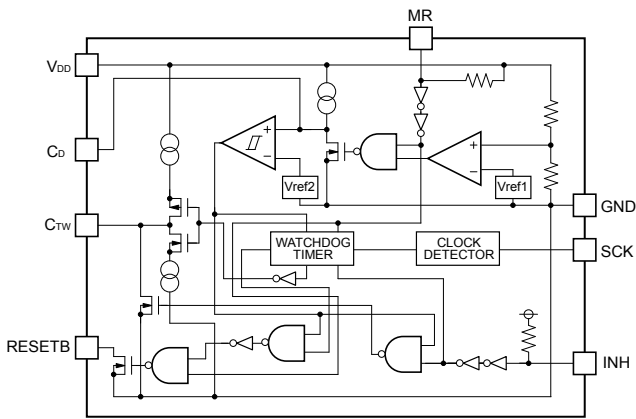 MR
VDD
CD
Vref2
Vref1
CTW
GND
WATCHDOG
TIMER
CLOCK
DETECTOR
SCK
RESETB
INH
+
−
+
−